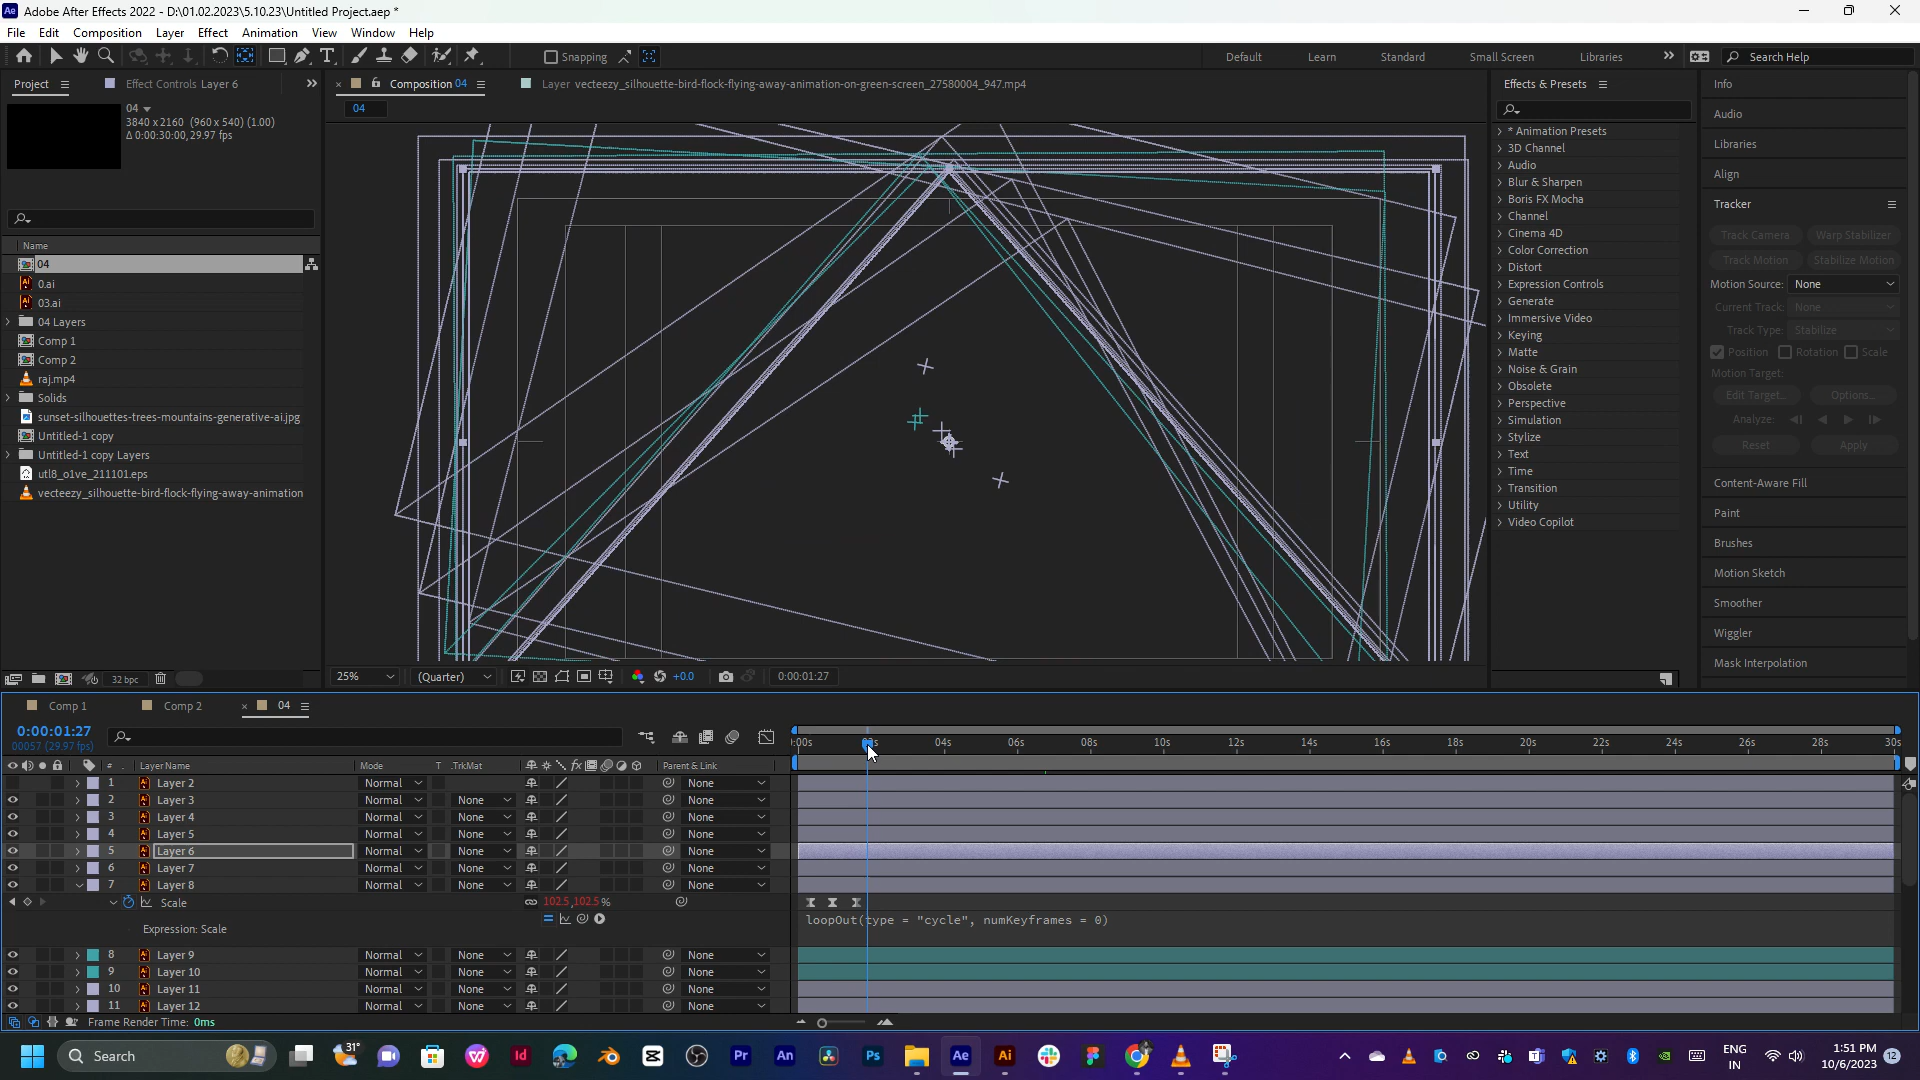 Adobe After Effects 2022 - D:\01.02.2023\5.10.23\Untitled Project.aep *
File Edit Composition Layer Effect Animation View Window Help
Snapping Default Learn Standard Small Screen Libraries Search Help
Project Effect Controls Layer 6 Composition 04 Layer vecteezy_silhouette-bird-flock-flying-away-animation-on-green-screen_27580004_947.mp4 Effects & Presets Info
04
3840 x 2160 (960 x 540) (1.00)
Δ 0:00:30:00, 29.97 fps
04
Name
04
0.ai
03.ai
04 Layers
Comp 1
Comp 2
raj.mp4
Solids
sunset-silhouettes-trees-mountains-generative-ai.jpg
Untitled-1 copy
Untitled-1 copy Layers
utl8_o1ve_211101.eps
vecteezy_silhouette-bird-flock-flying-away-animation
32 bpc
25% (Quarter) +0.0 0:00:01:27
* Animation Presets
3D Channel
Audio
Blur & Sharpen
Boris FX Mocha
Channel
Cinema 4D
Color Correction
Distort
Expression Controls
Generate
Immersive Video
Keying
Matte
Noise & Grain
Obsolete
Perspective
Simulation
Stylize
Text
Time
Transition
Utility
Video Copilot
Audio
Libraries
Align
Tracker
Track Camera Warp Stabilizer
Track Motion Stabilize Motion
Motion Source: None
Current Track: None
Track Type: Stabilize
Position Rotation Scale
Motion Target:
Edit Target... Options...
Analyze:
Reset Apply
Content-Aware Fill
Paint
Brushes
Motion Sketch
Smoother
Wiggler
Mask Interpolation
Comp 1 Comp 2 04
0:00:01:27
00057 (29.97 fps)
:00s 04s 06s 08s 10s 12s 14s 16s 18s 20s 22s 24s 26s 28s 30s
# Layer Name Mode T .TrkMat fx Parent & Link
1 Layer 2 Normal None
2 Layer 3 Normal None None
3 Layer 4 Normal None None
4 Layer 5 Normal None None
5 Layer 6 Normal None None
6 Layer 7 Normal None None
7 Layer 8 Normal None None
Scale 102.5,102.5%
Expression: Scale loopOut(type = "cycle", numKeyframes = 0)
8 Layer 9 Normal None None
9 Layer 10 Normal None None
10 Layer 11 Normal None None
11 Layer 12 Normal None None
Frame Render Time: 0ms
Search 31° ENG IN 1:51 PM 10/6/2023 12